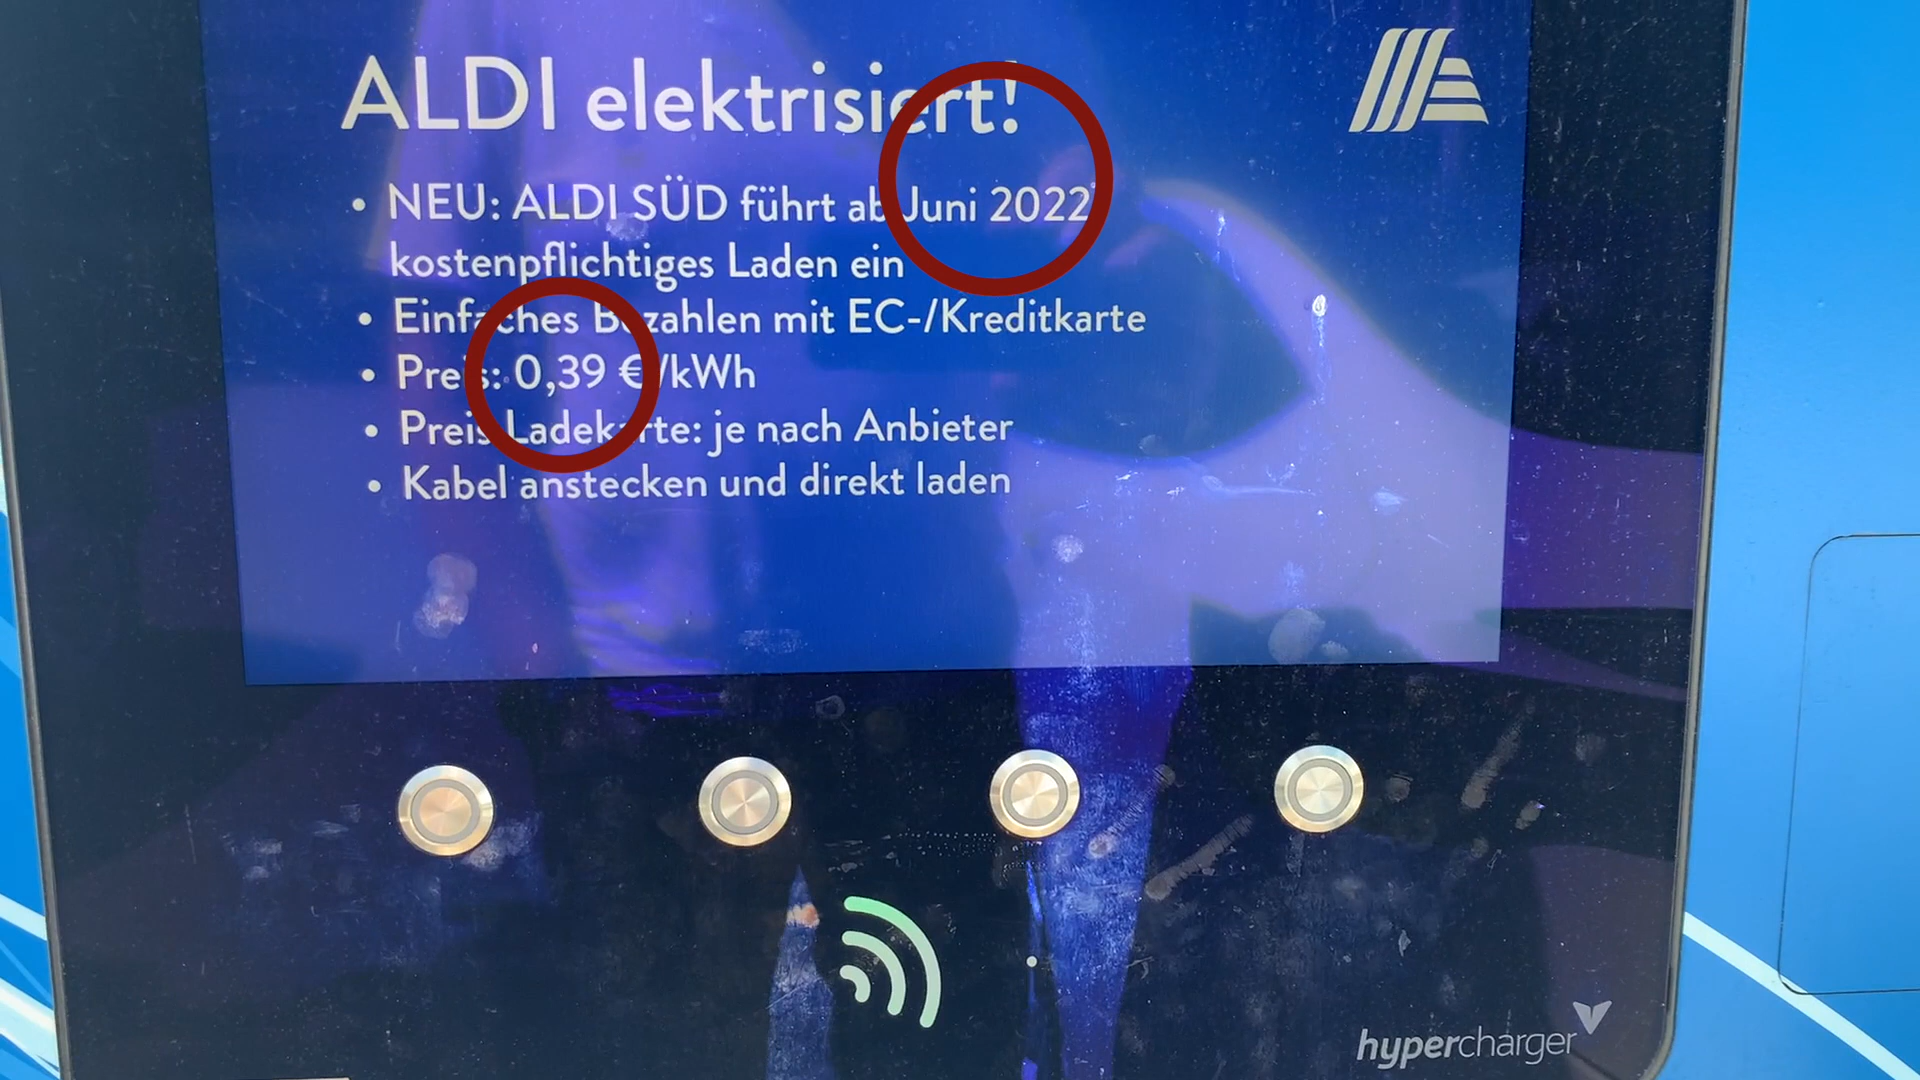 ALDI elektrisiert!
• NEU: ALDI SÜD führt ab Juni 2022
kostenpflichtiges Laden ein
• Einfaches Bezahlen mit EC-/Kreditkarte
• Preis: 0,39 €/kWh
• Preis Ladekarte: je nach Anbieter
• Kabel anstecken und direkt laden
hypercharger